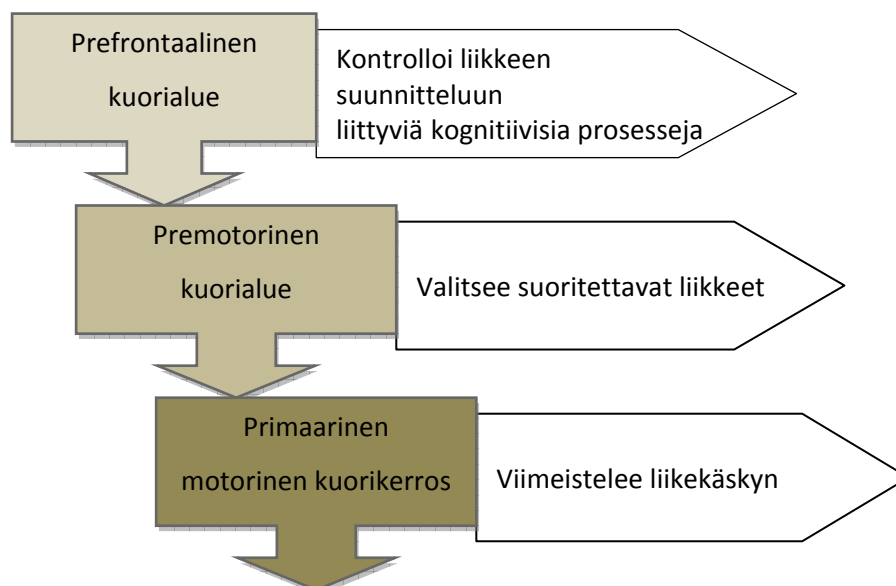 Prefrontaalinen
kuorialue
Kontrolloi liikkeen
suunnitteluun
liittyviä kognitiivisia prosesseja
Premotorinen
kuorialue
Valitsee suoritettavat liikkeet
Primaarinen
motorinen kuorikerros
Viimeistelee liikekäskyn